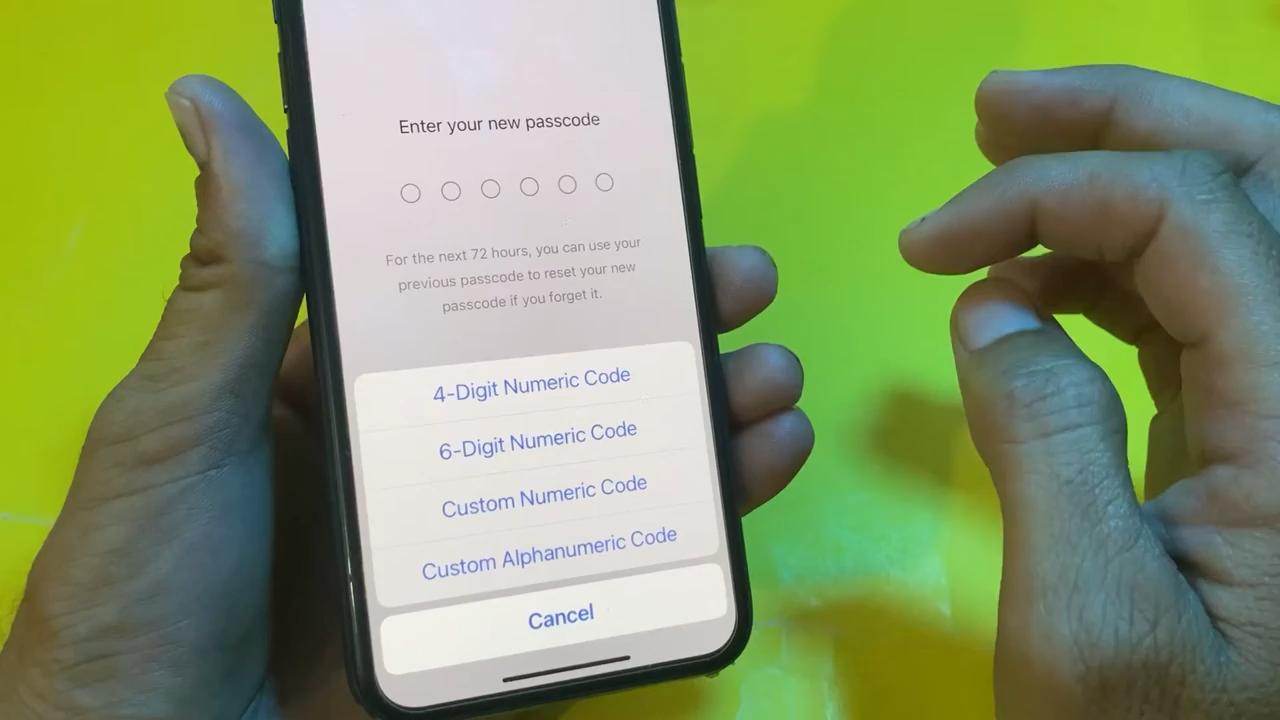 Enter your new passcode
For the next 72 hours, you can use your
previous passcode to reset your new
passcode if you forget it.
4-Digit Numeric Code
6-Digit Numeric Code
Custom Numeric Code
Custom Alphanumeric Code
Cancel